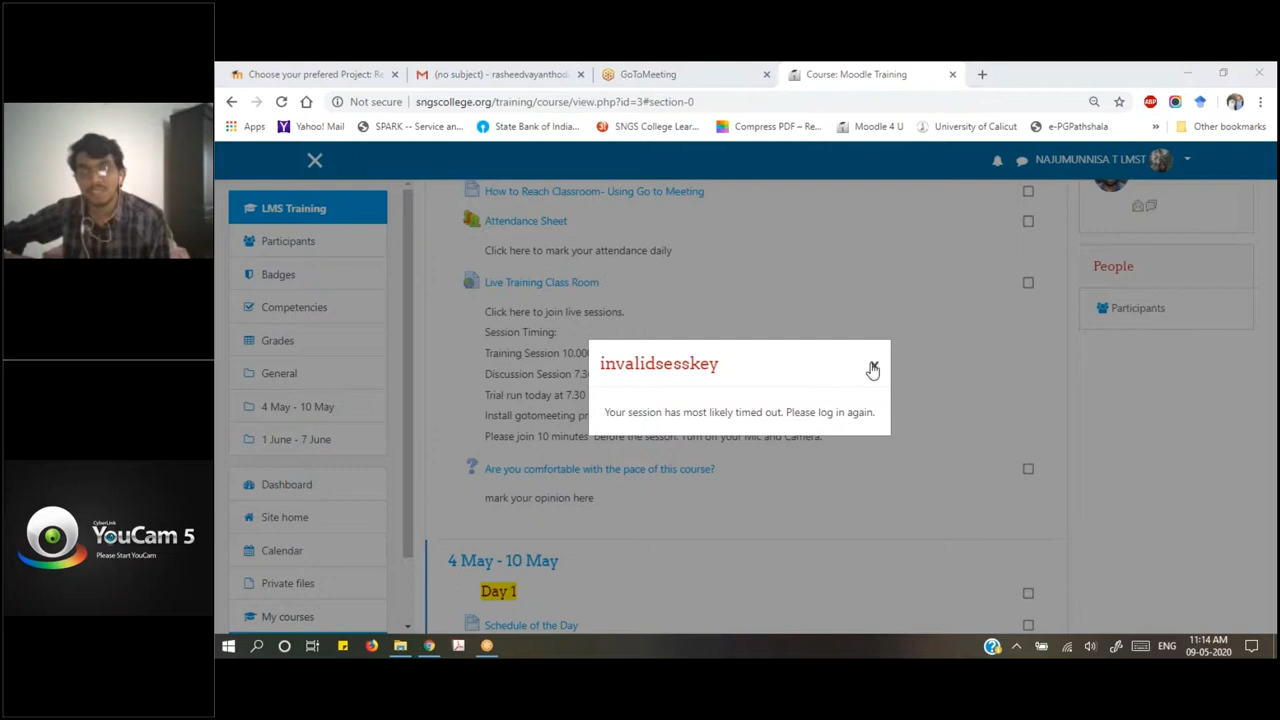 Choose your prefered Project: Re
(no subject) - rasheedvayanthod
GoToMeeting
Course: Moodle Training
Not secure
sngscollege.org/training/course/view.php?id=3#section-0
ABP
Apps
Yahoo! Mail
SPARK -- Service an...
State Bank of India...
SNGS College Lear...
Compress PDF – Re...
Moodle 4 U
University of Calicut
e-PGPathshala
»
Other bookmarks
NAJUMUNNISA T LMST
LMS Training
Participants
Badges
Competencies
Grades
General
4 May - 10 May
1 June - 7 June
Dashboard
Site home
Calendar
Private files
My courses
How to Reach Classroom- Using Go to Meeting
Attendance Sheet
Click here to mark your attendance daily
Live Training Class Room
Click here to join live sessions.
Session Timing:
Training Session 10.00
Discussion Session 7.3
Trial run today at 7.30
Install gotomeeting pr
Please join 10 minutes before the session. Turn off your Mic and Camera.
invalidsesskey
Your session has most likely timed out. Please log in again.
Are you comfortable with the pace of this course?
mark your opinion here
4 May - 10 May
Day 1
Schedule of the Day
People
Participants
CyberLink
YouCam 5
Please Start YouCam
ENG
11:14 AM
09-05-2020